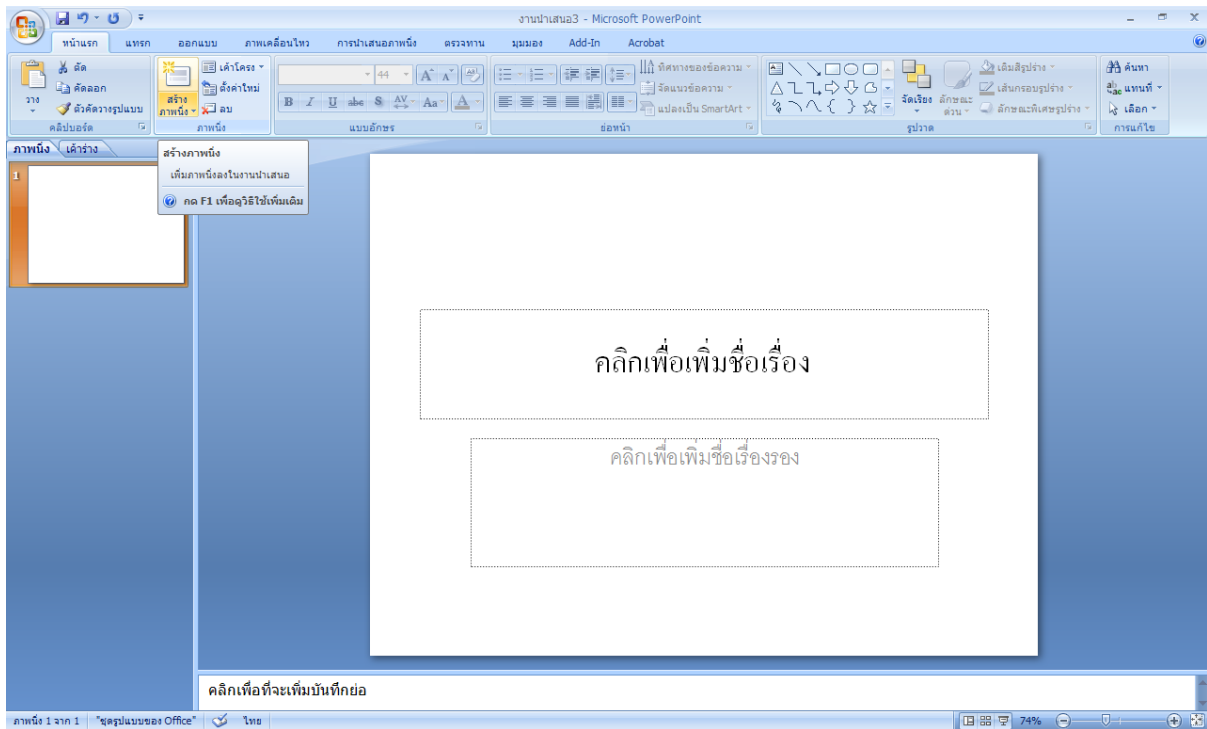 งานนำเสนอ3 - Microsoft PowerPoint
หน้าแรก แทรก ออกแบบ ภาพเคลื่อนไหว การนำเสนอภาพนิ่ง ตรวจทาน มุมมอง Add-In Acrobat
วาง
ตัด
คัดลอก
ตัวคัดวางรูปแบบ
คลิปบอร์ด
สร้าง
ภาพนิ่ง
เค้าโครง
ตั้งค่าใหม่
ลบ
ภาพนิ่ง
44
B I U abc S AV Aa A
แบบอักษร
ทิศทางของข้อความ
จัดแนวข้อความ
แปลงเป็น SmartArt
ย่อหน้า
จัดเรียง
ลักษณะ
ด่วน
เติมสีรูปร่าง
เส้นกรอบรูปร่าง
ลักษณะพิเศษรูปร่าง
รูปวาด
ค้นหา
แทนที่
เลือก
การแก้ไข
ภาพนิ่ง เค้าร่าง
1
สร้างภาพนิ่ง
เพิ่มภาพนิ่งลงในงานนำเสนอ
กด F1 เพื่อดูวิธีใช้เพิ่มเติม
คลิกเพื่อเพิ่มชื่อเรื่อง
คลิกเพื่อเพิ่มชื่อเรื่องรอง
คลิกเพื่อที่จะเพิ่มบันทึกย่อ
ภาพนิ่ง 1 จาก 1 "ชุดรูปแบบของ Office" ไทย 74%